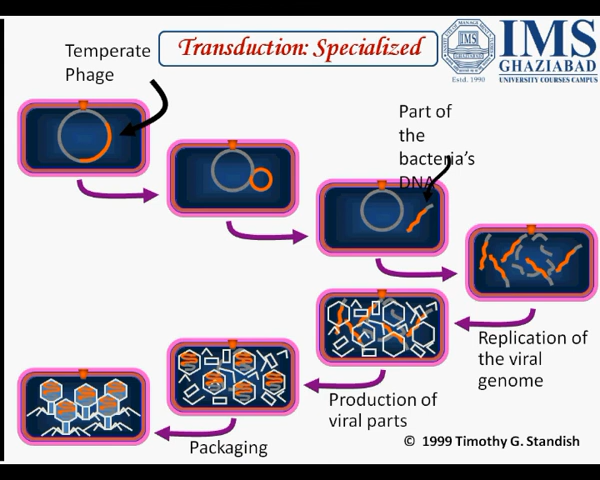 Transduction: Specialized
IMS
GHAZIABAD
UNIVERSITY COURSES CAMPUS
Estd. 1990
Temperate
Phage
Part of
the
bacteria's
DNA
Replication of
the viral
genome
Production of
viral parts
Packaging
© 1999 Timothy G. Standish